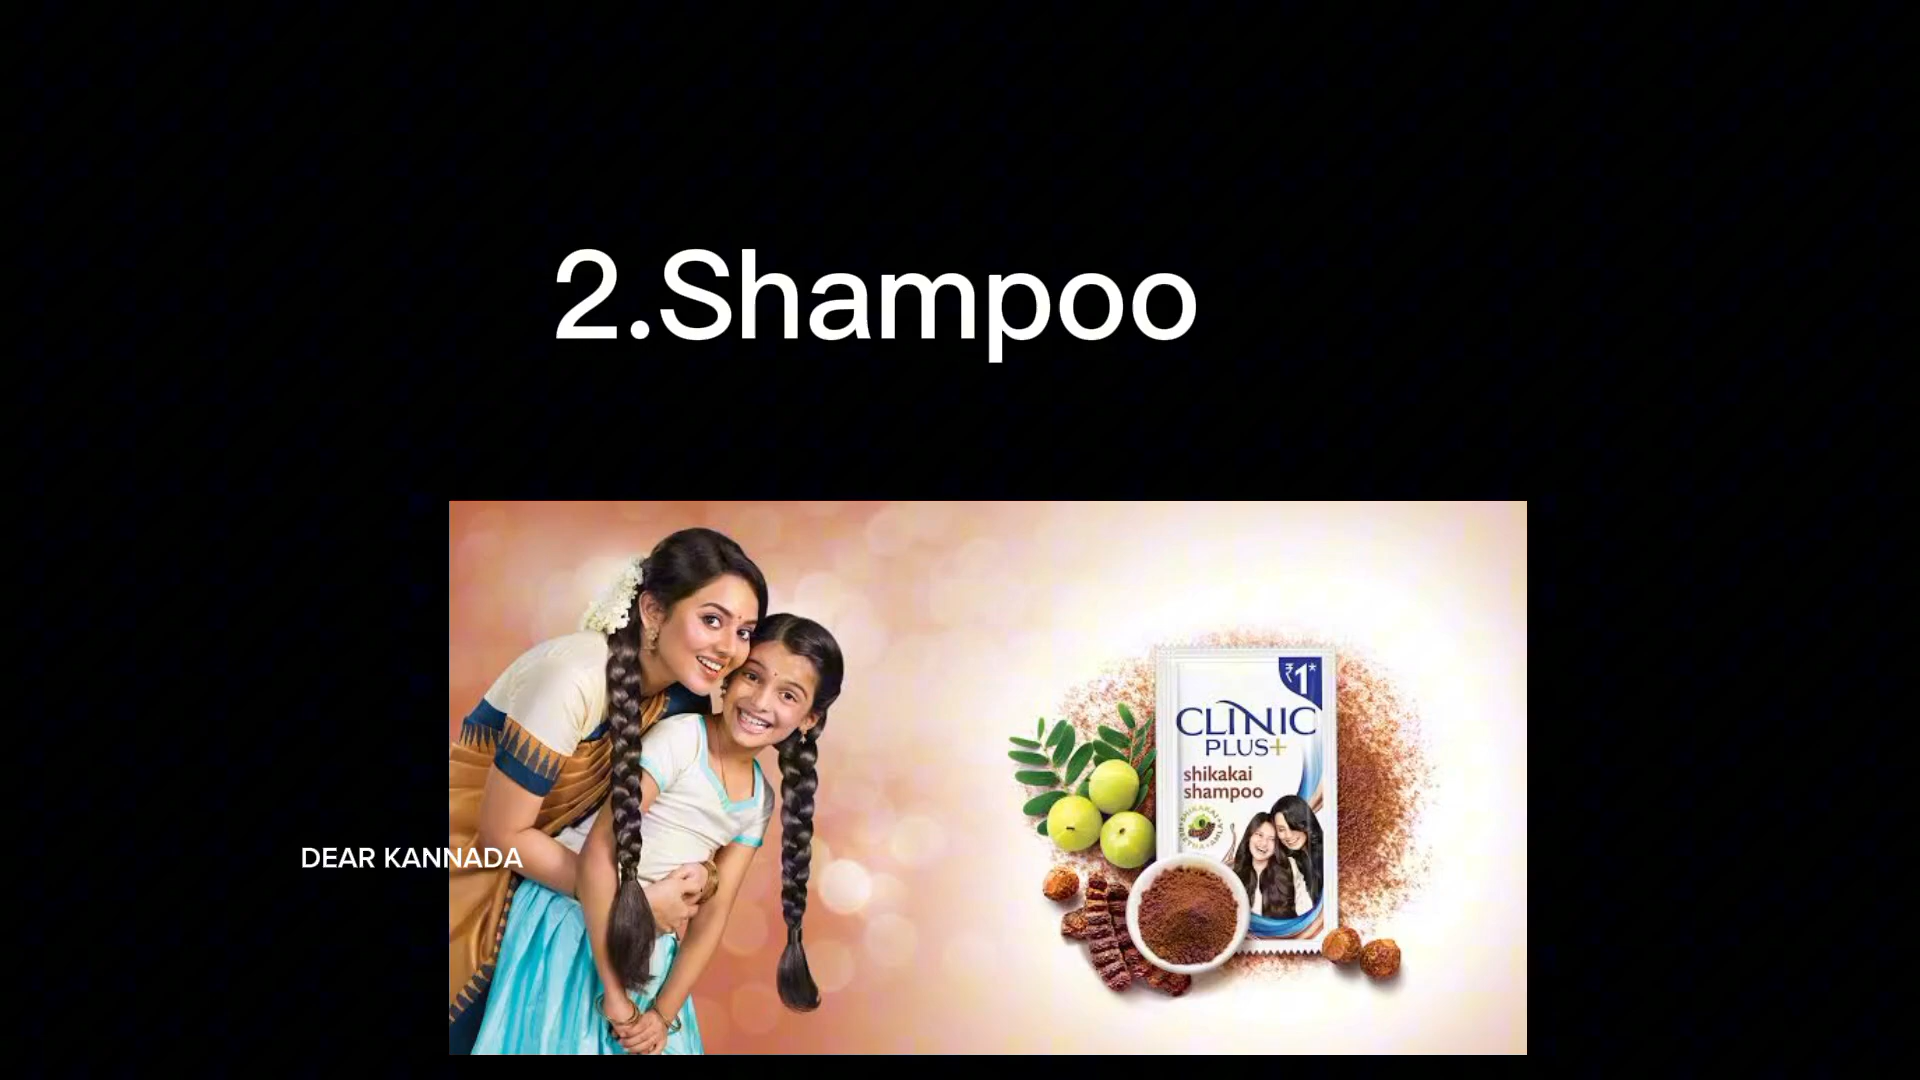 2.Shampoo
₹1*
CLINIC
PLUS+
shikakai
shampoo
DEAR KANNADA